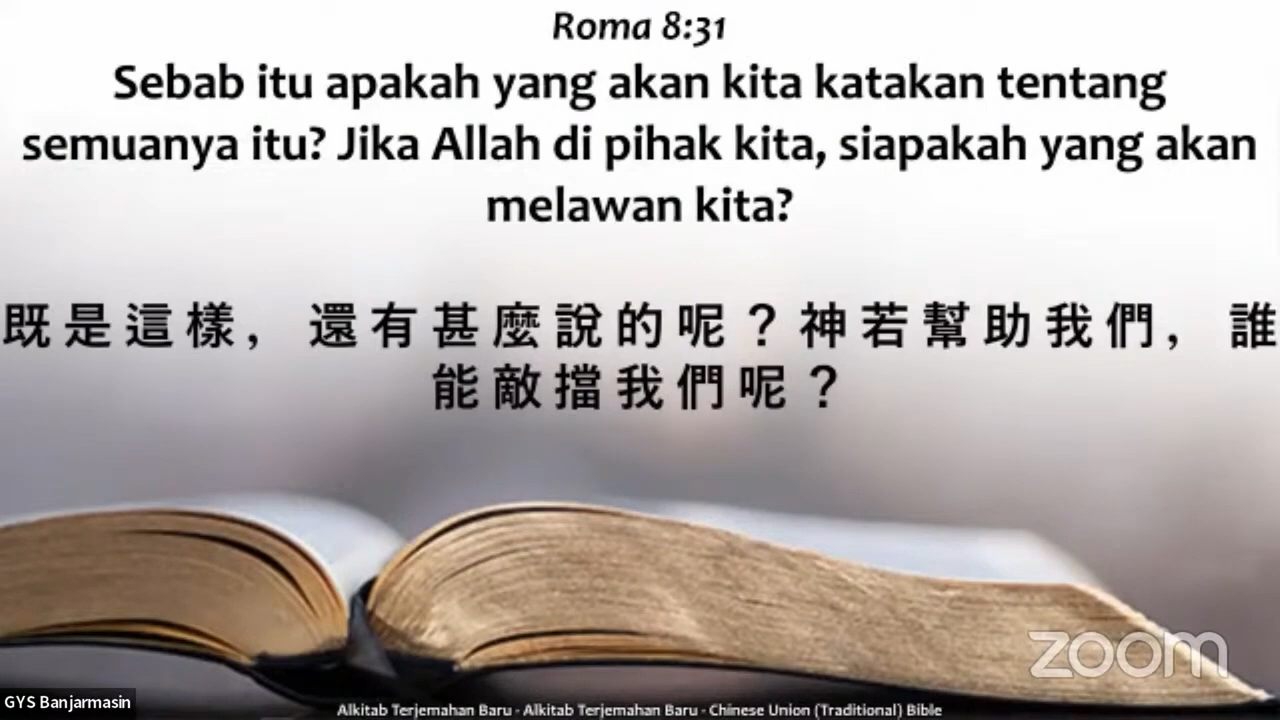 Roma 8:31
Sebab itu apakah yang akan kita katakan tentang
semuanya itu? Jika Allah di pihak kita, siapakah yang akan
melawan kita?
既是這樣，還有甚麼說的呢？神若幫助我們，誰
能敵擋我們呢？
zoom
GYS Banjarmasin
Alkitab Terjemahan Baru - Alkitab Terjemahan Baru - Chinese Union (Traditional) Bible